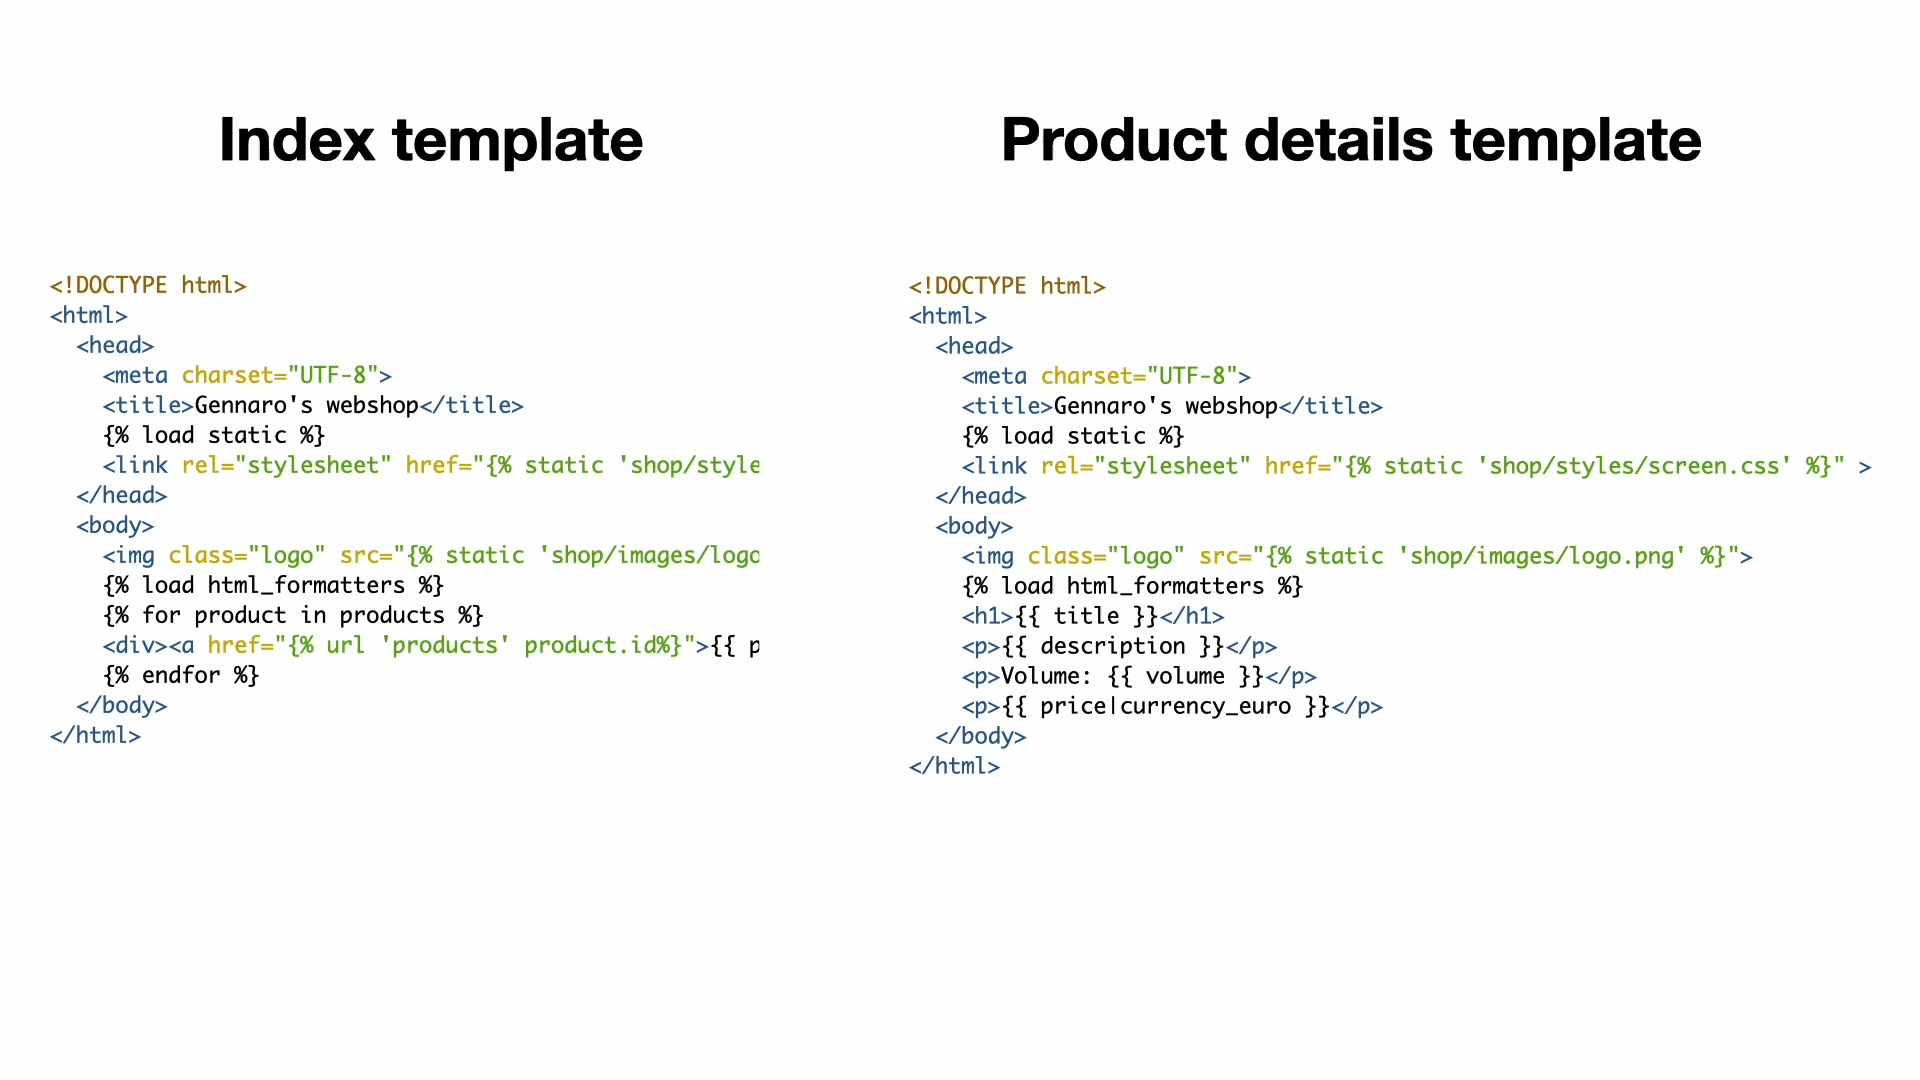 Index template
<!DOCTYPE html>
<html>
  <head>
    <meta charset="UTF-8">
    <title>Gennaro's webshop</title>
    {% load static %}
    <link rel="stylesheet" href="{% static 'shop/style
  </head>
  <body>
    <img class="logo" src="{% static 'shop/images/logo
    {% load html_formatters %}
    {% for product in products %}
    <div><a href="{% url 'products' product.id%}">{{ p
    {% endfor %}
  </body>
</html>
Product details template
<!DOCTYPE html>
<html>
  <head>
    <meta charset="UTF-8">
    <title>Gennaro's webshop</title>
    {% load static %}
    <link rel="stylesheet" href="{% static 'shop/styles/screen.css' %}" >
  </head>
  <body>
    <img class="logo" src="{% static 'shop/images/logo.png' %}">
    {% load html_formatters %}
    <h1>{{ title }}</h1>
    <p>{{ description }}</p>
    <p>Volume: {{ volume }}</p>
    <p>{{ price|currency_euro }}</p>
  </body>
</html>